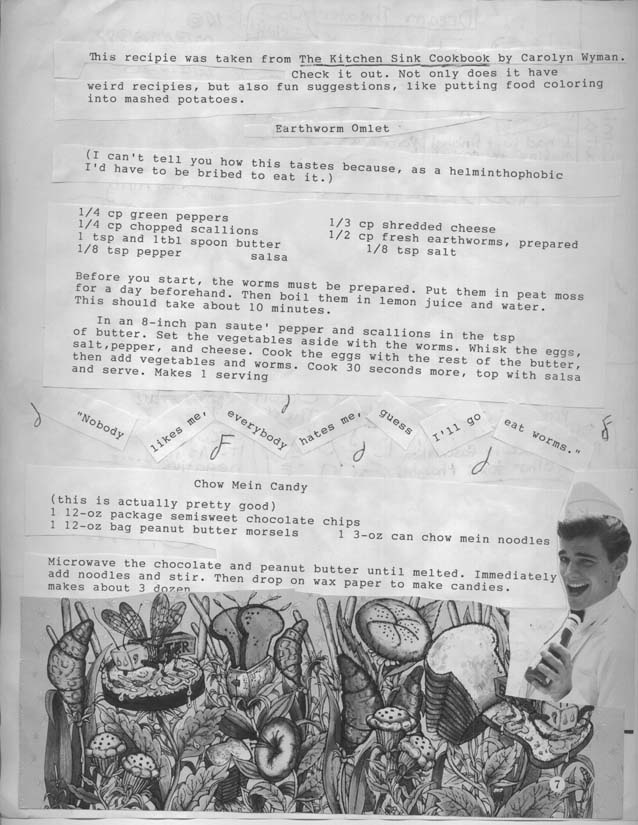 This recipie was taken from The Kitchen Sink Cookbook by Carolyn Wyman.
Check it out. Not only does it have
weird recipies, but also fun suggestions, like putting food coloring
into mashed potatoes.
Earthworm Omlet
(I can't tell you how this tastes because, as a helminthophobic
I'd have to be bribed to eat it.)
1/4 cp green peppers
1/4 cp chopped scallions
1 tsp and 1tbl spoon butter
1/8 tsp pepper salsa
1/3 cp shredded cheese
1/2 cp fresh earthworms, prepared
1/8 tsp salt
Before you start, the worms must be prepared. Put them in peat moss
for a day beforehand. Then boil them in lemon juice and water.
This should take about 10 minutes.
In an 8-inch pan saute' pepper and scallions in the tsp
of butter. Set the vegetables aside with the worms. Whisk the eggs,
salt,pepper, and cheese. Cook the eggs with the rest of the butter,
then add vegetables and worms. Cook 30 seconds more, top with salsa
and serve. Makes 1 serving
"Nobody likes me, everybody hates me, guess I'll go eat worms."
Chow Mein Candy
(this is actually pretty good)
1 12-oz package semisweet chocolate chips
1 12-oz bag peanut butter morsels 1 3-oz can chow mein noodles
Microwave the chocolate and peanut butter until melted. Immediately
add noodles and stir. Then drop on wax paper to make candies.
makes about 3 dozen
7